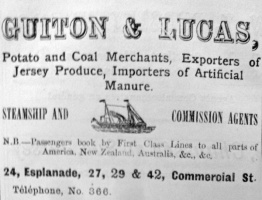 GUITON & LUCAS,
Potato and Coal Merchants, Exporters of
Jersey Produce, Importers of Artificial
Manure.
STEAMSHIP AND COMMISSION AGENTS
N.B.—Passengers book by First Class Lines to all parts of
America, New Zealand, Australia, &c., &c.
24, Esplanade, 27, 29 & 42, Commercial St.
Téléphone, No. 366.